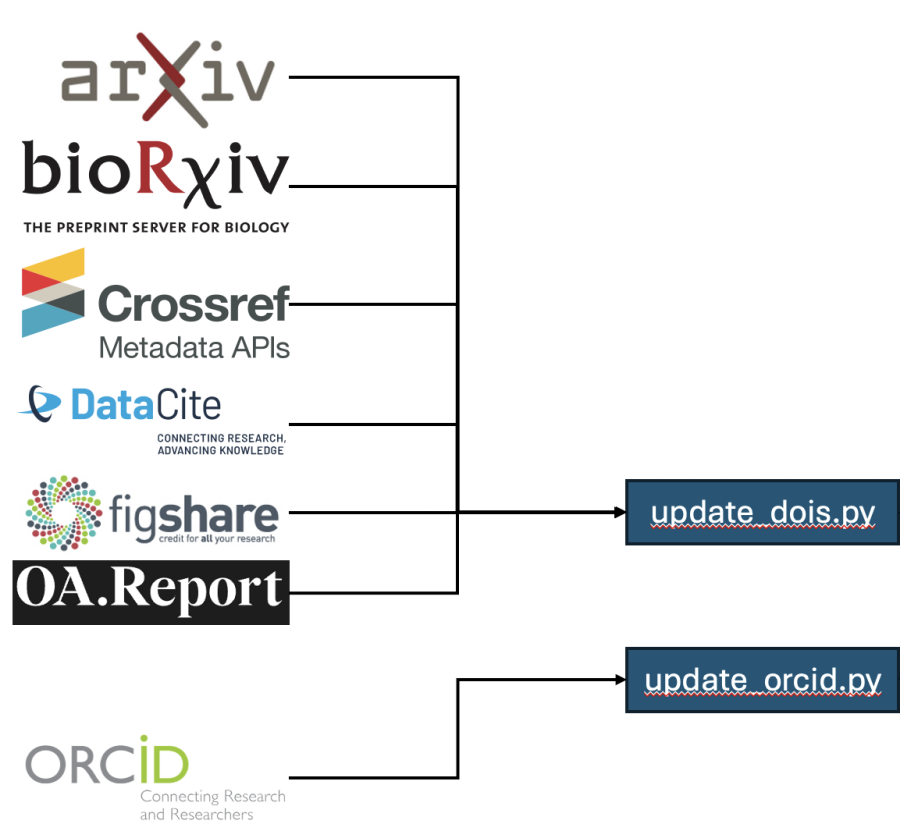 arXiv
bioRχiv
THE PREPRINT SERVER FOR BIOLOGY
Crossref
Metadata APIs
DataCite
CONNECTING RESEARCH,
ADVANCING KNOWLEDGE
figshare
credit for all your research
update_dois.py
OA.Report
update_orcid.py
ORCID
Connecting Research
and Researchers